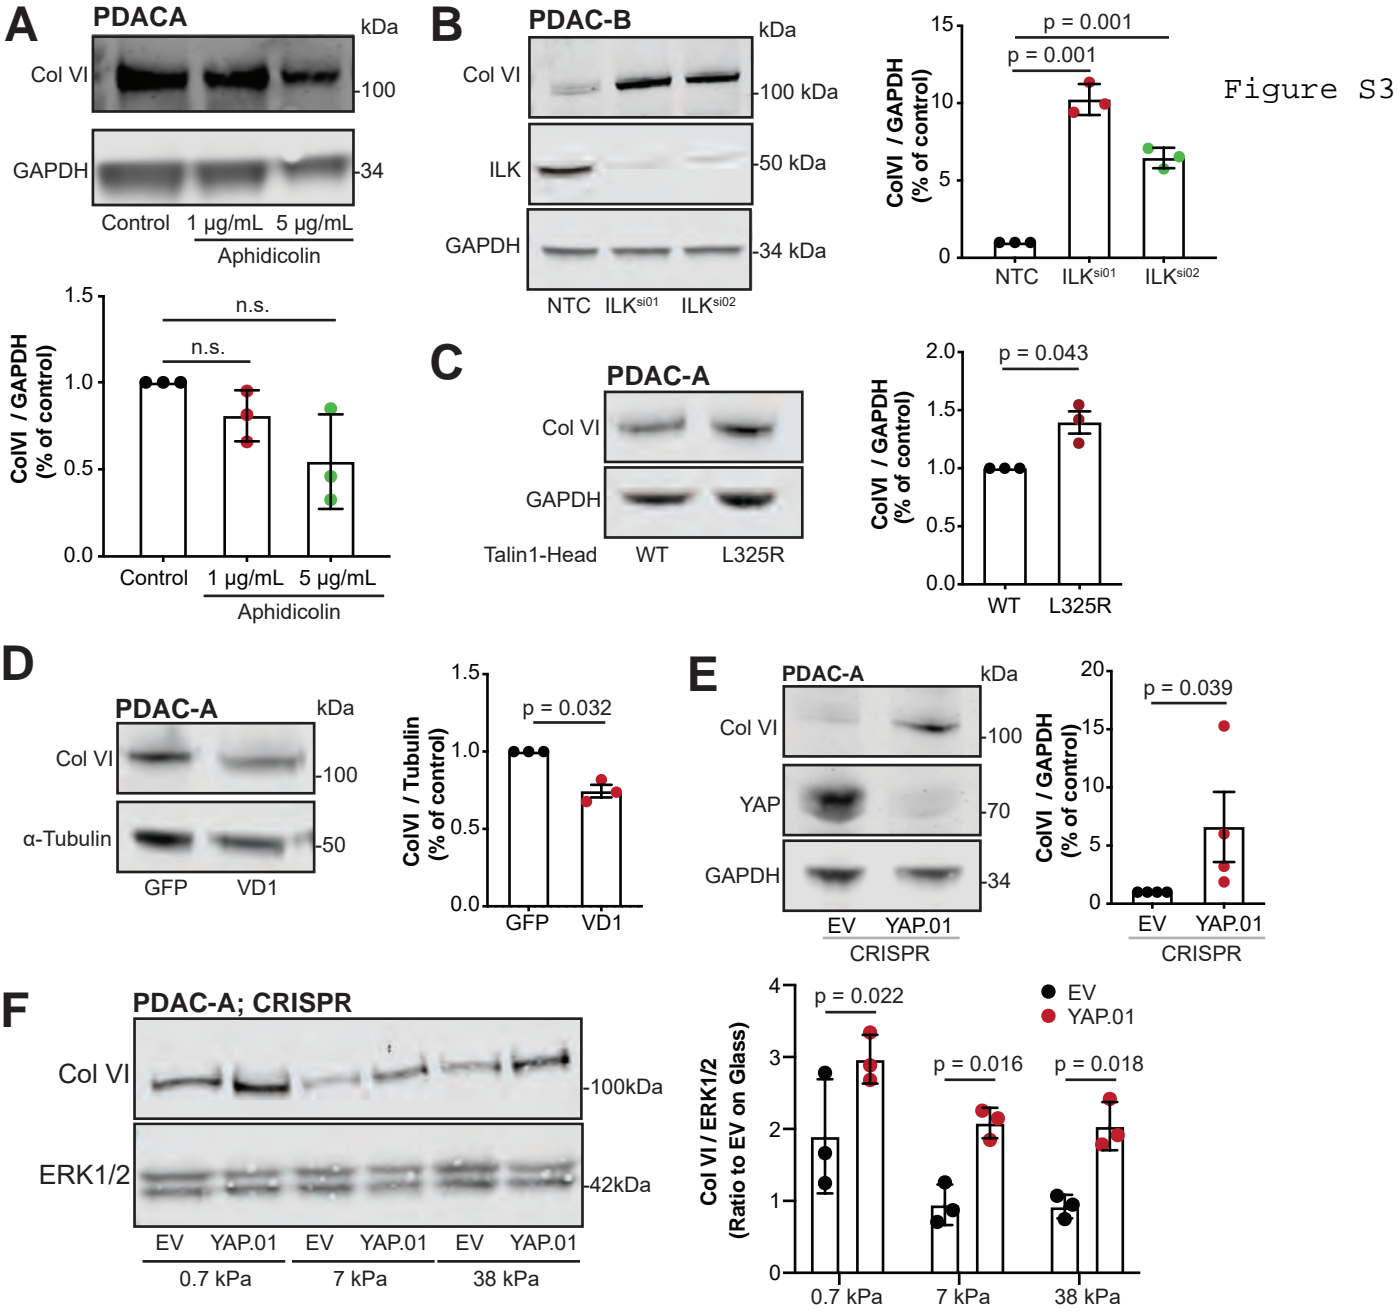 Figure S3
A
PDACA
kDa
Col VI
-100
GAPDH
-34
Control 1 µg/mL 5 µg/mL
Aphidicolin
ColVI / GAPDH
(% of control)
1.5
1.0
0.5
0.0
n.s.
n.s.
Control 1 µg/mL 5 µg/mL
Aphidicolin
B
PDAC-B
kDa
Col VI
-100 kDa
ILK
-50 kDa
GAPDH
-34 kDa
NTC ILKsi01 ILKsi02
ColVI / GAPDH
(% of control)
15
10
5
0
p = 0.001
p = 0.001
NTC ILKsi01 ILKsi02
C
PDAC-A
Col VI
GAPDH
Talin1-Head WT L325R
ColVI / GAPDH
(% of control)
2.0
1.5
1.0
0.5
0.0
p = 0.043
WT L325R
D
PDAC-A
kDa
Col VI
-100
α-Tubulin
-50
GFP VD1
ColVI / Tubulin
(% of control)
1.5
1.0
0.5
0.0
p = 0.032
GFP VD1
E
PDAC-A
kDa
Col VI
-100
YAP
-70
GAPDH
-34
EV YAP.01
CRISPR
ColVI / GAPDH
(% of control)
20
15
10
5
0
p = 0.039
EV YAP.01
CRISPR
F
PDAC-A; CRISPR
Col VI
-100kDa
ERK1/2
-42kDa
EV YAP.01 EV YAP.01 EV YAP.01
0.7 kPa 7 kPa 38 kPa
Col VI / ERK1/2
(Ratio to EV on Glass)
4
3
2
1
0
p = 0.022
p = 0.016
p = 0.018
EV
YAP.01
0.7 kPa 7 kPa 38 kPa